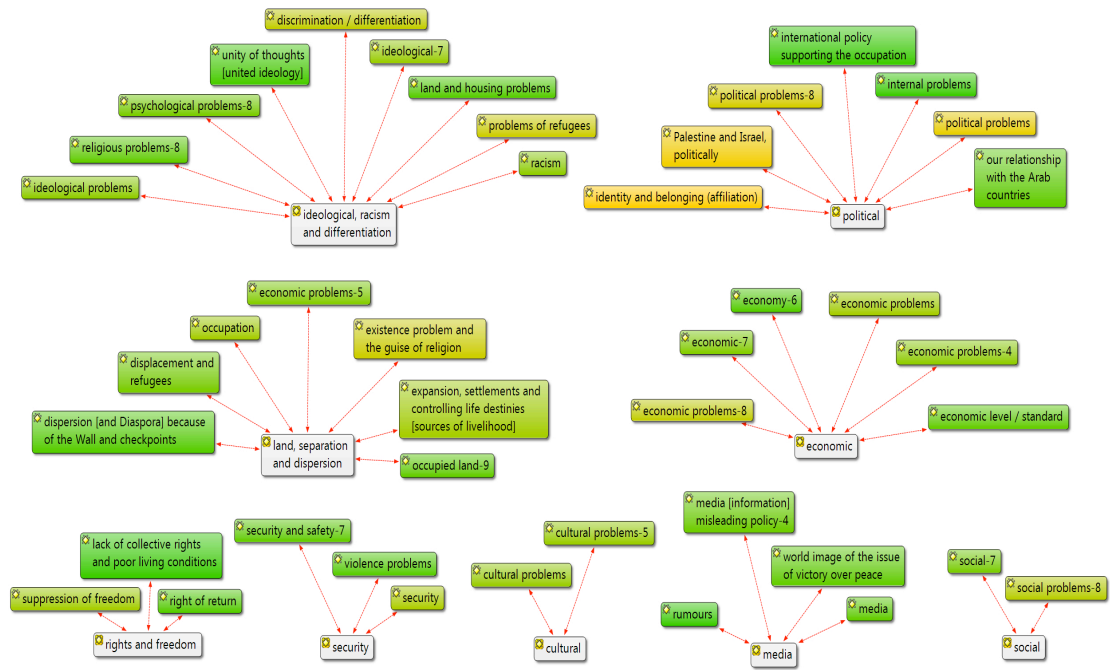 discrimination / differentiation
unity of thoughts
[united ideology]
ideological-7
land and housing problems
psychological problems-8
problems of refugees
religious problems-8
racism
ideological problems
ideological, racism
and differentiation
international policy
supporting the occupation
internal problems
political problems-8
political problems
Palestine and Israel,
politically
our relationship
with the Arab
countries
identity and belonging (affiliation)
political
economic problems-5
occupation
existence problem and
the guise of religion
displacement and
refugees
expansion, settlements and
controlling life destinies
[sources of livelihood]
dispersion [and Diaspora] because
of the Wall and checkpoints
land, separation
and dispersion
occupied land-9
economy-6
economic problems
economic-7
economic problems-4
economic problems-8
economic level / standard
economic
lack of collective rights
and poor living conditions
suppression of freedom
right of return
rights and freedom
security and safety-7
violence problems
security
security
cultural problems-5
cultural problems
cultural
media [information]
misleading policy-4
world image of the issue
of victory over peace
rumours
media
media
social-7
social problems-8
social